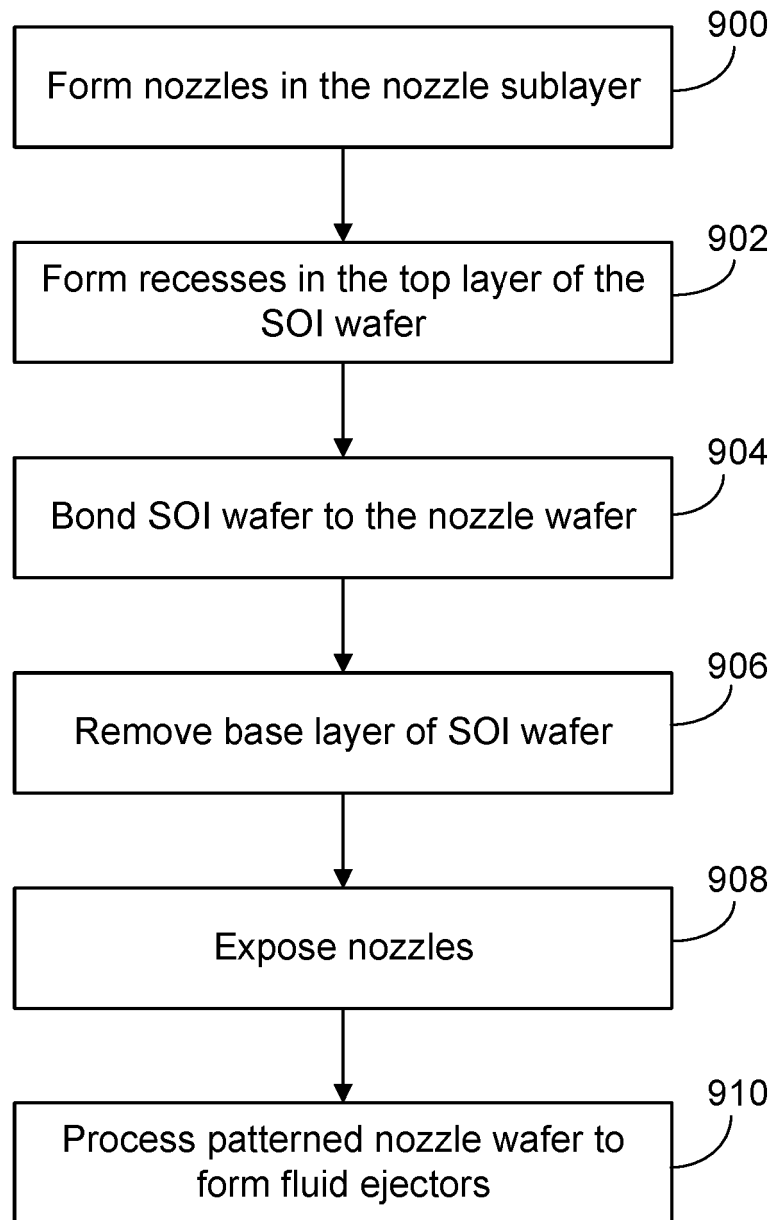 900
Form nozzles in the nozzle sublayer
902
Form recesses in the top layer of the
SOI wafer
904
Bond SOI wafer to the nozzle wafer
906
Remove base layer of SOI wafer
908
Expose nozzles
910
Process patterned nozzle wafer to
form fluid ejectors